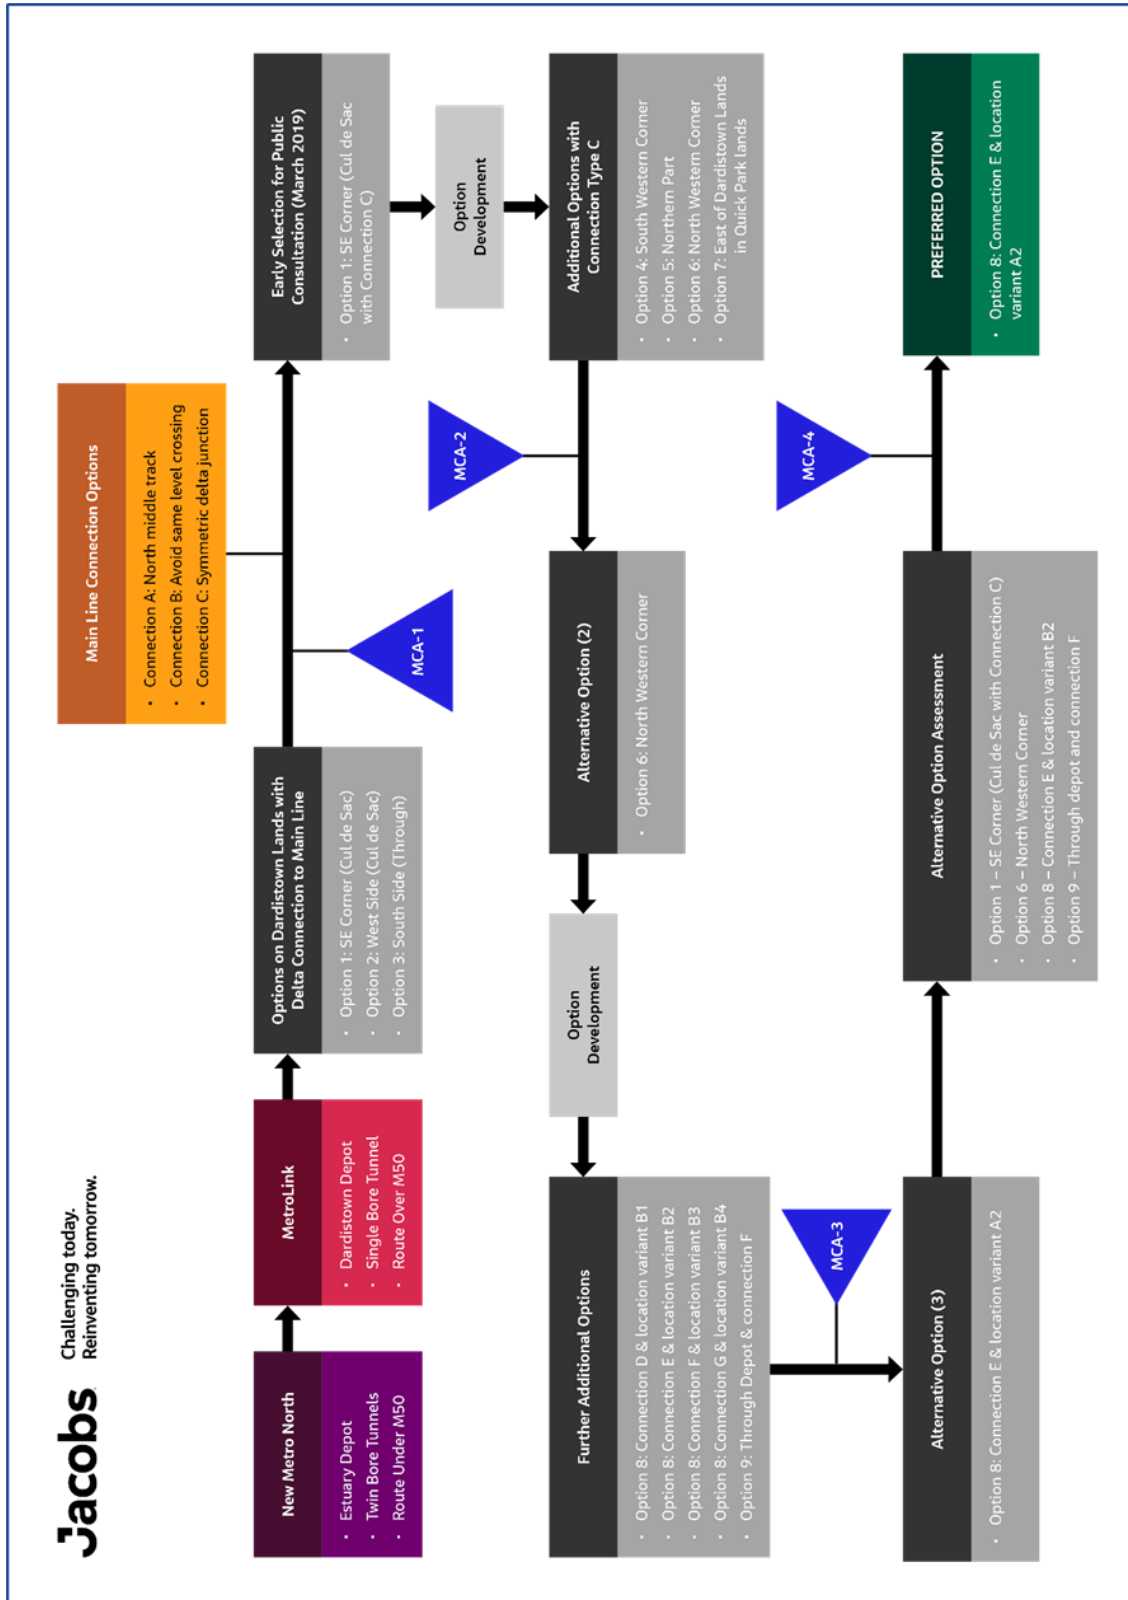 Jacobs
Challenging today.
Reinventing tomorrow.
New Metro North
• Estuary Depot
• Twin Bore Tunnels
• Route Under M50
MetroLink
• Dardistown Depot
• Single Bore Tunnel
• Route Over M50
Options on Dardistown Lands with
Delta Connection to Main Line
• Option 1: SE Corner (Cul de Sac)
• Option 2: West Side (Cul de Sac)
• Option 3: South Side (Through)
Main Line Connection Options
• Connection A: North middle track
• Connection B: Avoid same level crossing
• Connection C: Symmetric delta junction
MCA-1
Early Selection for Public
Consultation (March 2019)
• Option 1: SE Corner (Cul de Sac
with Connection C)
Option
Development
Additional Options with
Connection Type C
• Option 4: South Western Corner
• Option 5: Northern Part
• Option 6: North Western Corner
• Option 7: East of Dardistown Lands
in Quick Park lands
MCA-2
Alternative Option (2)
• Option 6: North Western Corner
Option
Development
Further Additional Options
• Option 8: Connection D & location variant B1
• Option 8: Connection E & location variant B2
• Option 8: Connection F & location variant B3
• Option 8: Connection G & location variant B4
• Option 9: Through Depot & connection F
MCA-3
Alternative Option (3)
• Option 8: Connection E & location variant A2
Alternative Option Assessment
• Option 1 – SE Corner (Cul de Sac with Connection C)
• Option 6 – North Western Corner
• Option 8 – Connection E & location variant B2
• Option 9 – Through depot and connection F
MCA-4
PREFERRED OPTION
• Option 8: Connection E & location
variant A2